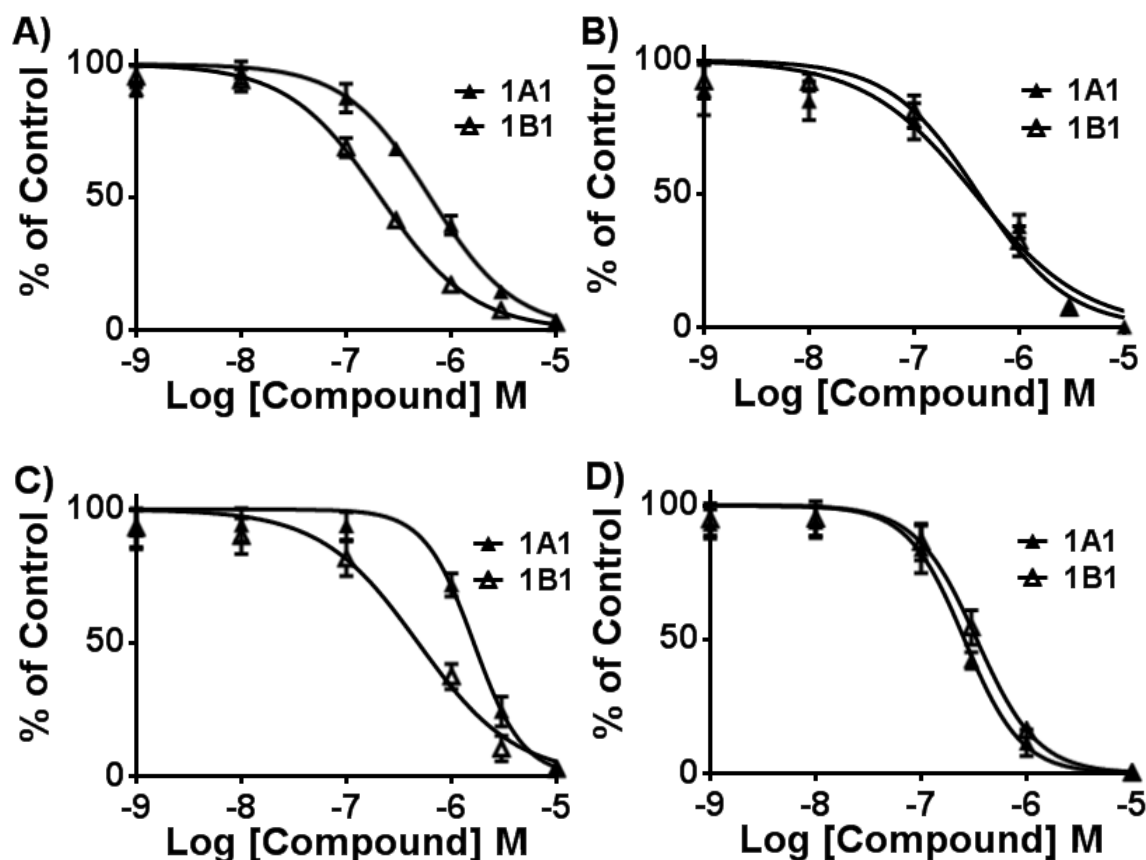 A)
100
50
0
% of Control
1A1
1B1
-9 -8 -7 -6 -5
Log [Compound] M
B)
100
50
0
% of Control
1A1
1B1
-9 -8 -7 -6 -5
Log [Compound] M
C)
100
50
0
% of Control
1A1
1B1
-9 -8 -7 -6 -5
Log [Compound] M
D)
100
50
0
% of Control
1A1
1B1
-9 -8 -7 -6 -5
Log [Compound] M